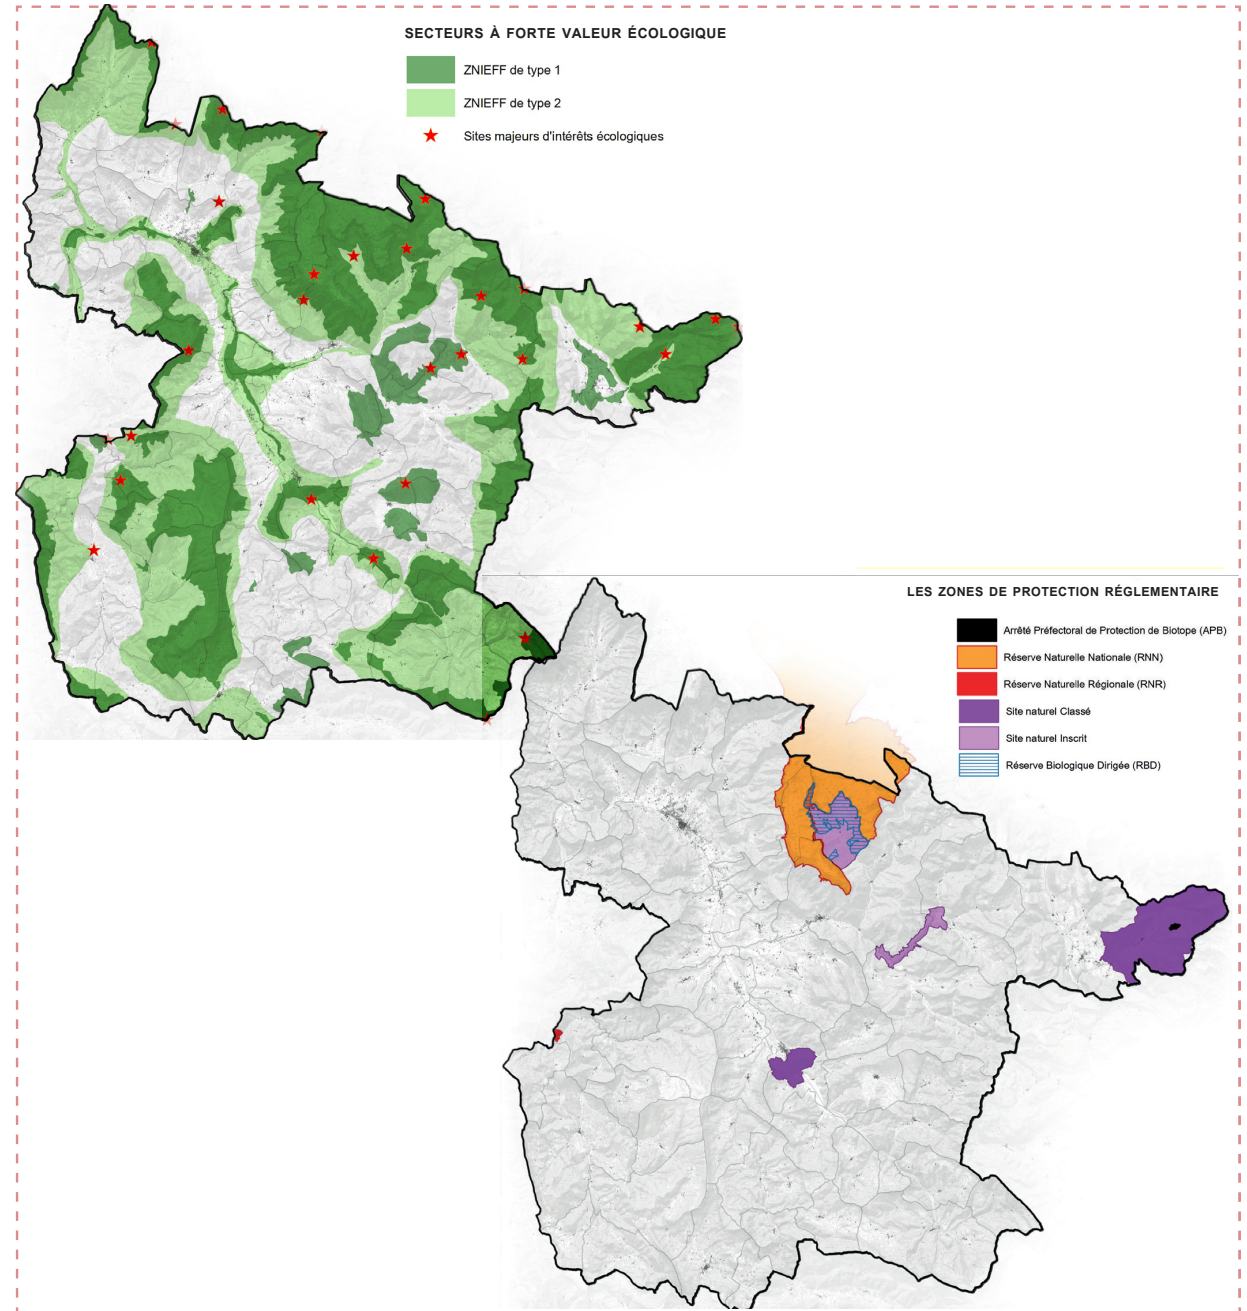 SECTEURS À FORTE VALEUR ÉCOLOGIQUE
ZNIEFF de type 1
ZNIEFF de type 2
Sites majeurs d'intérêts écologiques
LES ZONES DE PROTECTION RÉGLEMENTAIRE
Arrêté Préfectoral de Protection de Biotope (APB)
Réserve Naturelle Nationale (RNN)
Réserve Naturelle Régionale (RNR)
Site naturel Classé
Site naturel Inscrit
Réserve Biologique Dirigée (RBD)